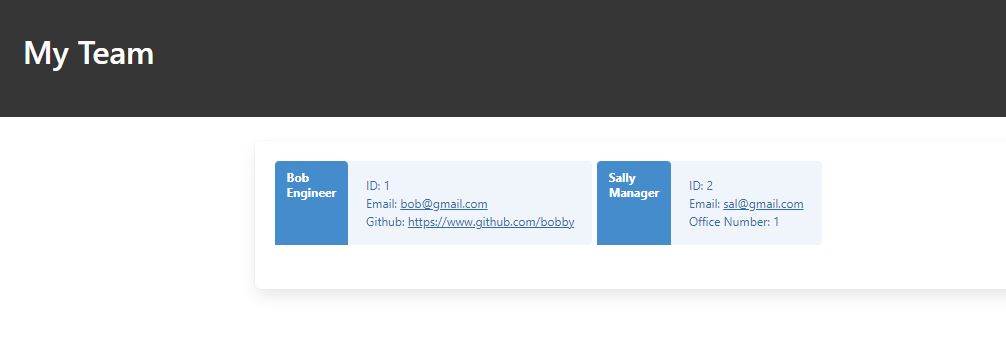 My Team
Bob
Engineer
ID: 1
Email: bob@gmail.com
Github: https://www.github.com/bobby
Sally
Manager
ID: 2
Email: sal@gmail.com
Office Number: 1